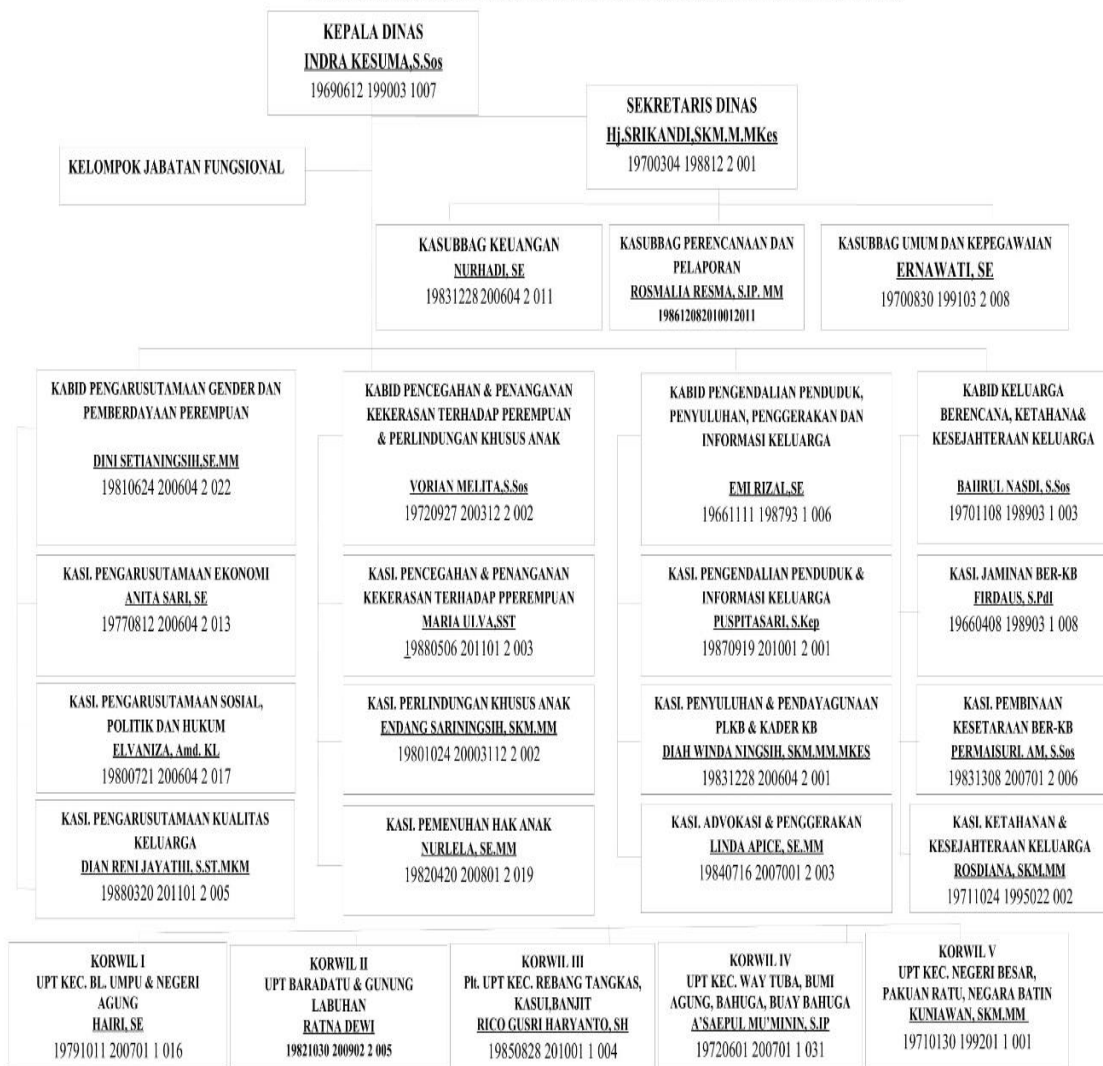 KEPALA DINAS
INDRA KESUMA,S.Sos
19690612 199003 1007
SEKRETARIS DINAS
Hj.SRIKANDI,SKM.M.MKes
19700304 198812 2 001
KELOMPOK JABATAN FUNGSIONAL
KASUBBAG KEUANGAN
NURHADI, SE
19831228 200604 2 011
KASUBBAG PERENCANAAN DAN
PELAPORAN
ROSMALIA RESMA, S.IP. MM
198612082010012011
KASUBBAG UMUM DAN KEPEGAWAIAN
ERNAWATI, SE
19700830 199103 2 008
KABID PENGARUSUTAMAAN GENDER DAN
PEMBERDAYAAN PEREMPUAN
DINI SETIANINGSIH,SE.MM
19810624 200604 2 022
KABID PENCEGAHAN & PENANGANAN
KEKERASAN TERHADAP PEREMPUAN
& PERLINDUNGAN KHUSUS ANAK
VORIAN MELITA,S.Sos
19720927 200312 2 002
KABID PENGENDALIAN PENDUDUK,
PENYULUHAN, PENGGERAKAN DAN
INFORMASI KELUARGA
EMI RIZAL,SE
19661111 198793 1 006
KABID KELUARGA
BERENCANA, KETAHANA&
KESEJAHTERAAN KELUARGA
BAHRUL NASDI, S.Sos
19701108 198903 1 003
KASI. PENGARUSUTAMAAN EKONOMI
ANITA SARI, SE
19770812 200604 2 013
KASI. PENCEGAHAN & PENANGANAN
KEKERASAN TERHADAP PPEREMPUAN
MARIA ULVA,SST
19880506 201101 2 003
KASI. PENGENDALIAN PENDUDUK &
INFORMASI KELUARGA
PUSPITASARI, S.Kep
19870919 201001 2 001
KASI. JAMINAN BER-KB
FIRDAUS, S.PdI
19660408 198903 1 008
KASI. PENGARUSUTAMAAN SOSIAL,
POLITIK DAN HUKUM
ELVANIZA, Amd. KL
19800721 200604 2 017
KASI. PERLINDUNGAN KHUSUS ANAK
ENDANG SARININGSIH, SKM.MM
19801024 20003112 2 002
KASI. PENYULUHAN & PENDAYAGUNAAN
PLKB & KADER KB
DIAH WINDA NINGSIH, SKM.MM.MKES
19831228 200604 2 001
KASI. PEMBINAAN
KESETARAAN BER-KB
PERMAISURI. AM, S.Sos
19831308 200701 2 006
KASI. PENGARUSUTAMAAN KUALITAS
KELUARGA
DIAN RENI JAYATHI, S.ST.MKM
19880320 201101 2 005
KASI. PEMENUHAN HAK ANAK
NURLELA, SE.MM
19820420 200801 2 019
KASI. ADVOKASI & PENGGERAKAN
LINDA APICE, SE.MM
19840716 2007001 2 003
KASI. KETAHANAN &
KESEJAHTERAAN KELUARGA
ROSDIANA, SKM.MM
19711024 1995022 002
KORWIL I
UPT KEC. BL. UMPU & NEGERI
AGUNG
HAIRI, SE
19791011 200701 1 016
KORWIL II
UPT BARADATU & GUNUNG
LABUHAN
RATNA DEWI
19821030 200902 2 005
KORWIL III
Plt. UPT KEC. REBANG TANGKAS,
KASUI,BANJIT
RICO GUSRI HARYANTO, SH
19850828 201001 1 004
KORWIL IV
UPT KEC. WAY TUBA, BUMI
AGUNG, BAHUGA, BUAY BAHUGA
A'SAEPUL MU'MININ, S.IP
19720601 200701 1 031
KORWIL V
UPT KEC. NEGERI BESAR,
PAKUAN RATU, NEGARA BATIN
KUNIAWAN, SKM.MM
19710130 199201 1 001